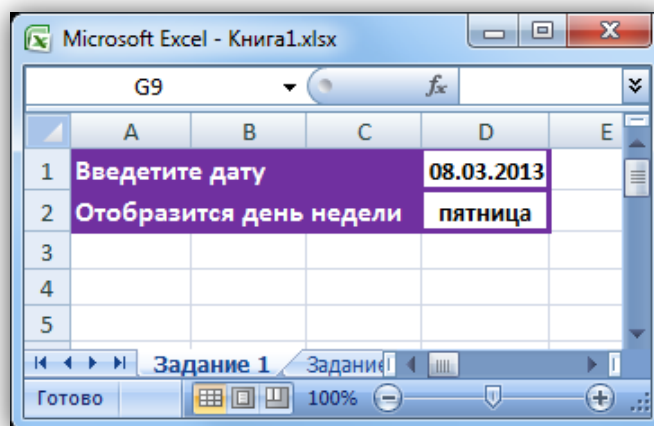 Microsoft Excel - Книга1.xlsx
G9 fx
A B C D E
1 Введетите дату 08.03.2013
2 Отобразится день недели пятница
3
4
5
Задание 1 Задание
Готово 100%